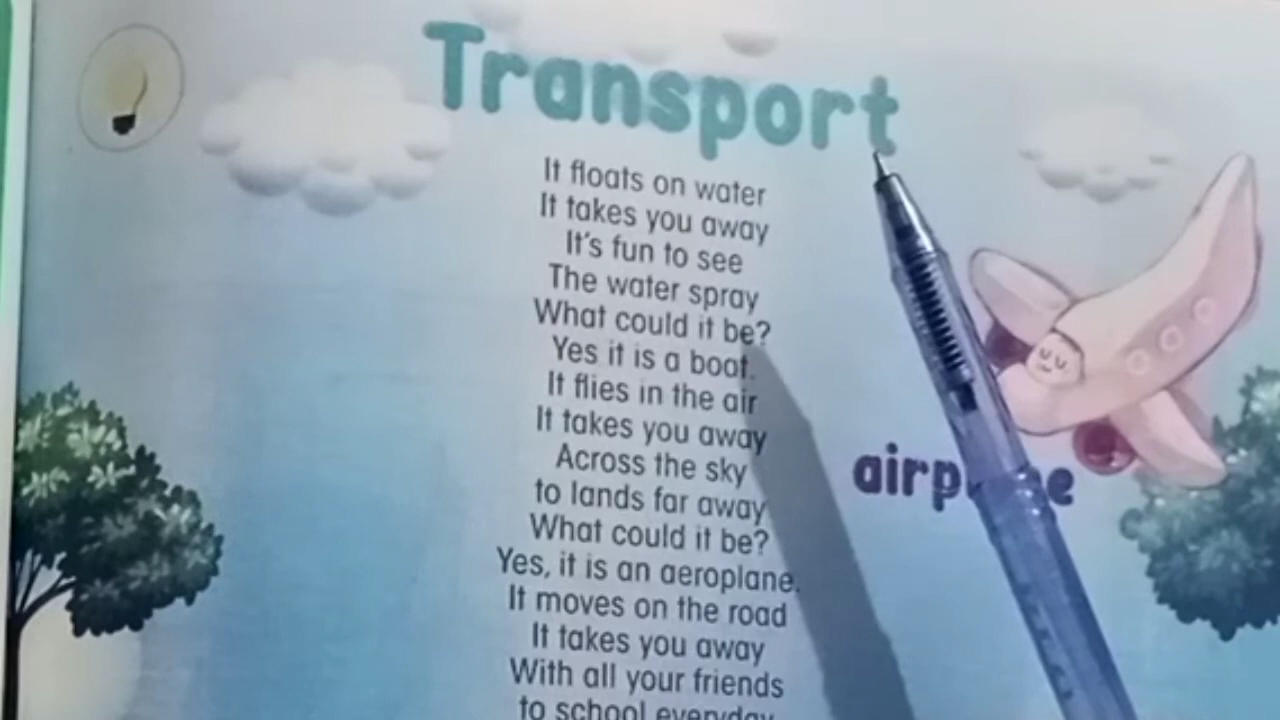 Transport
It floats on water
It takes you away
It's fun to see
The water spray
What could it be?
Yes it is a boat.
It flies in the air
It takes you away
Across the sky
to lands far away
What could it be?
Yes, it is an aeroplane.
It moves on the road
It takes you away
With all your friends
to school everyday